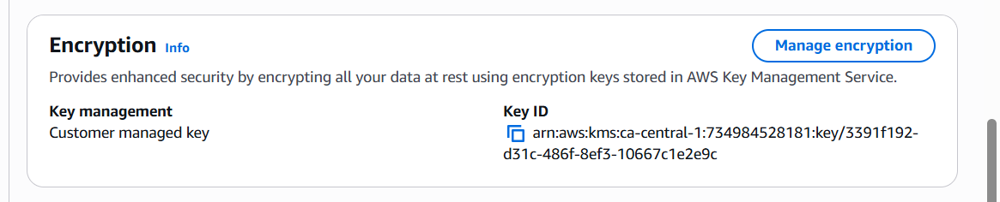 Encryption Info
Manage encryption
Provides enhanced security by encrypting all your data at rest using encryption keys stored in AWS Key Management Service.
Key management
Customer managed key
Key ID
arn:aws:kms:ca-central-1:734984528181:key/3391f192-
d31c-486f-8ef3-10667c1e2e9c